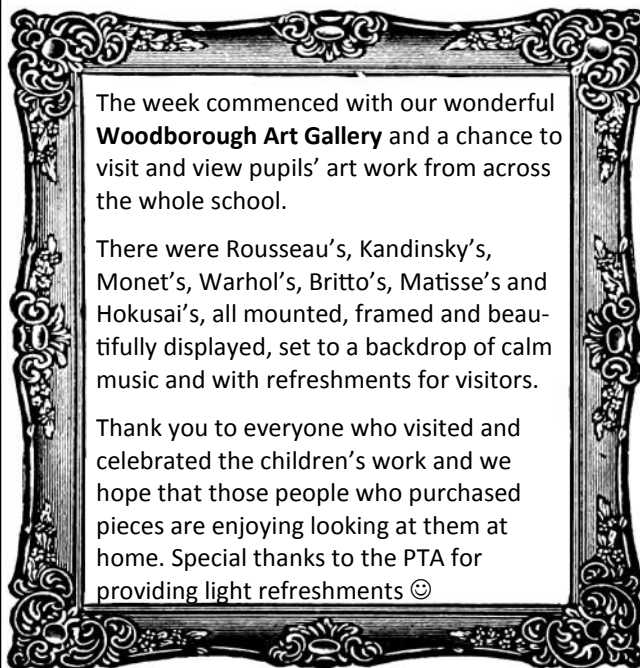 The week commenced with our wonderful
Woodborough Art Gallery and a chance to
visit and view pupils’ art work from across
the whole school.
There were Rousseau’s, Kandinsky’s,
Monet’s, Warhol’s, Britto’s, Matisse’s and
Hokusai’s, all mounted, framed and beau-
tifully displayed, set to a backdrop of calm
music and with refreshments for visitors.
Thank you to everyone who visited and
celebrated the children’s work and we
hope that those people who purchased
pieces are enjoying looking at them at
home. Special thanks to the PTA for
providing light refreshments ☺